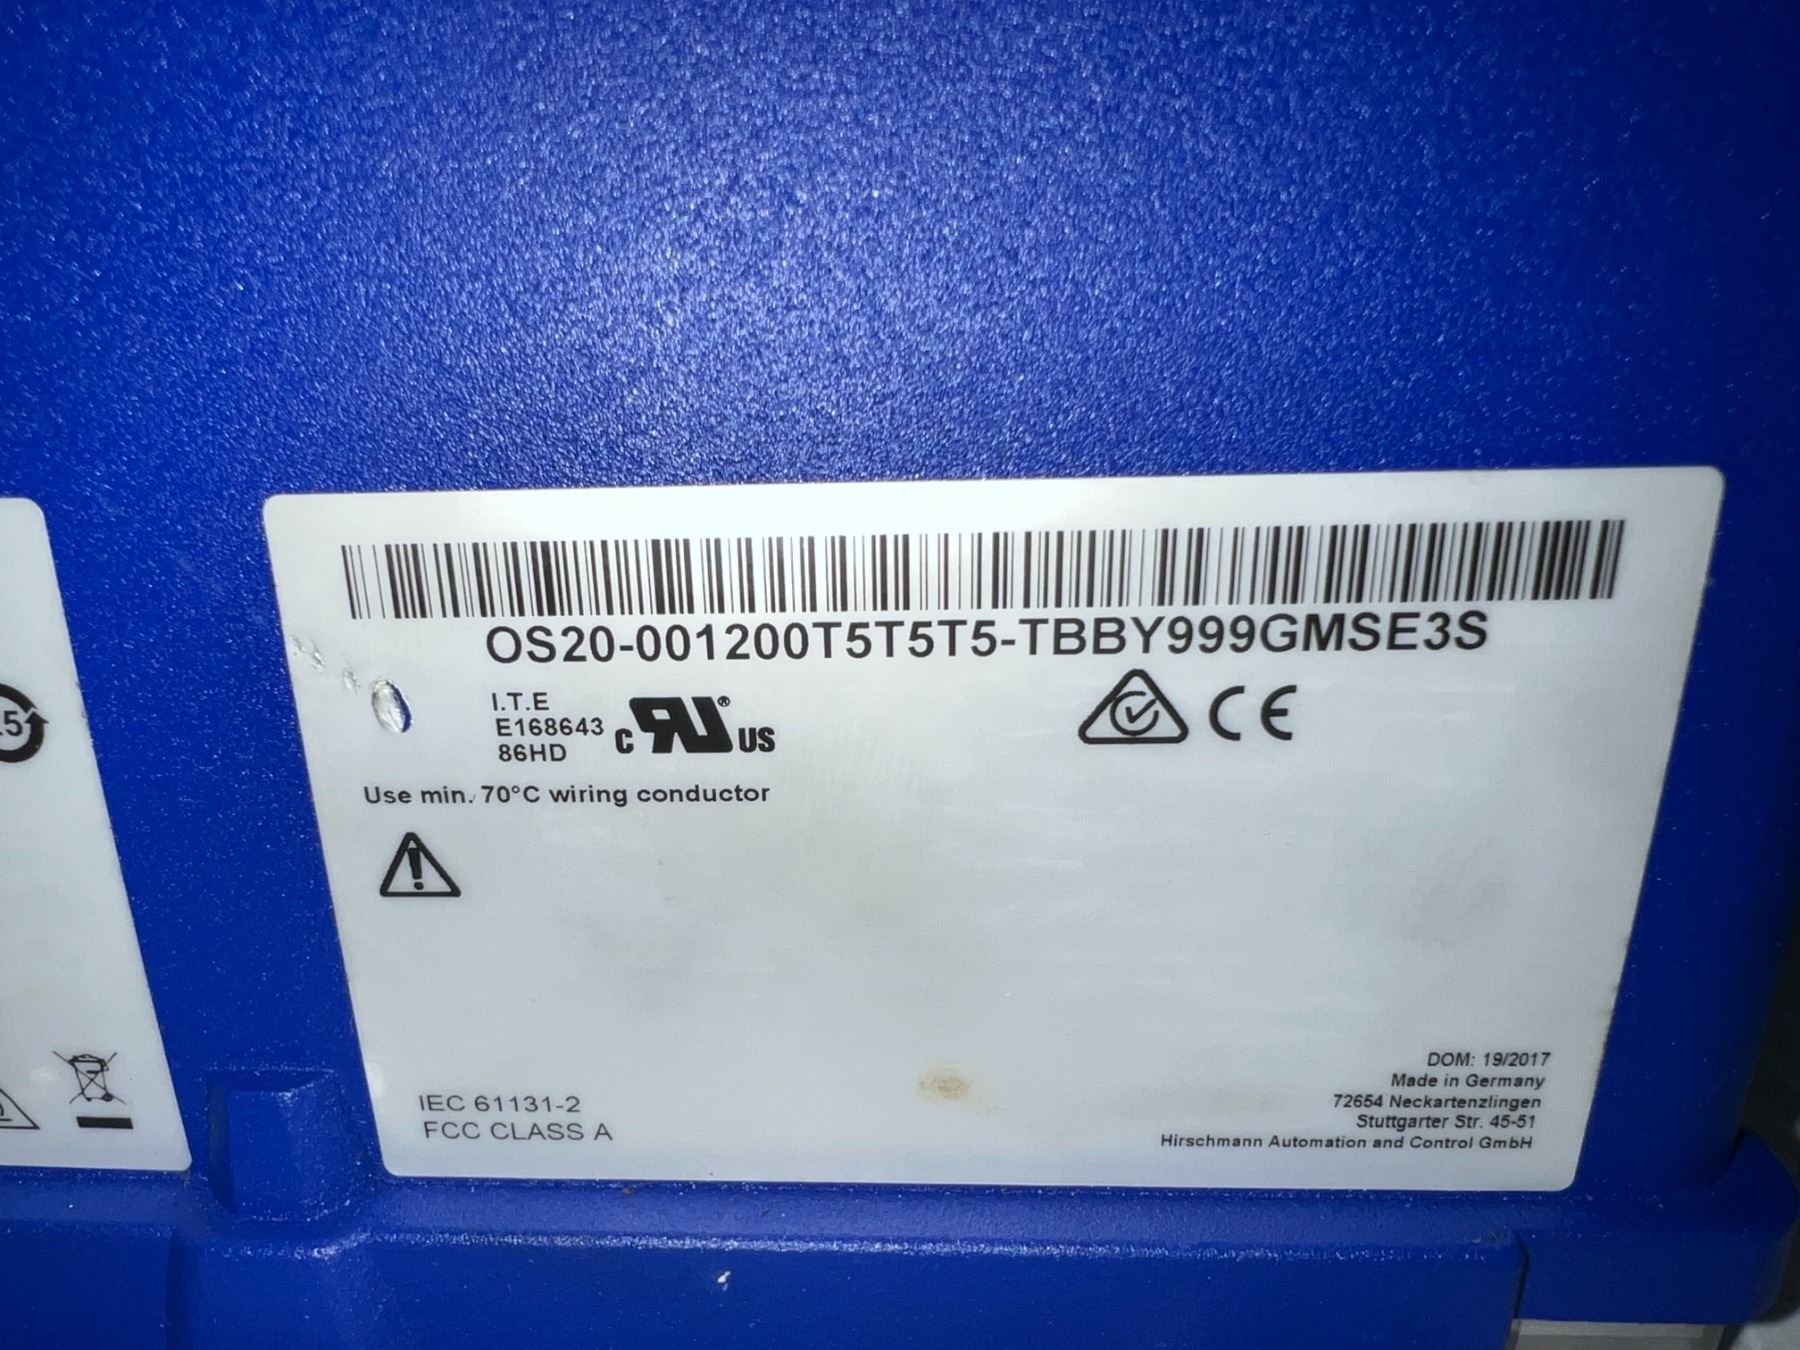 OS20-001200T5T5T5-TBBY999GMSE3S
I.T.E
E168643
86HD
c RU ® US
CE
Use min. 70°C wiring conductor
IEC 61131-2
FCC CLASS A
DOM: 19/2017
Made in Germany
72654 Neckartenzlingen
Stuttgarter Str. 45-51
Hirschmann Automation and Control GmbH